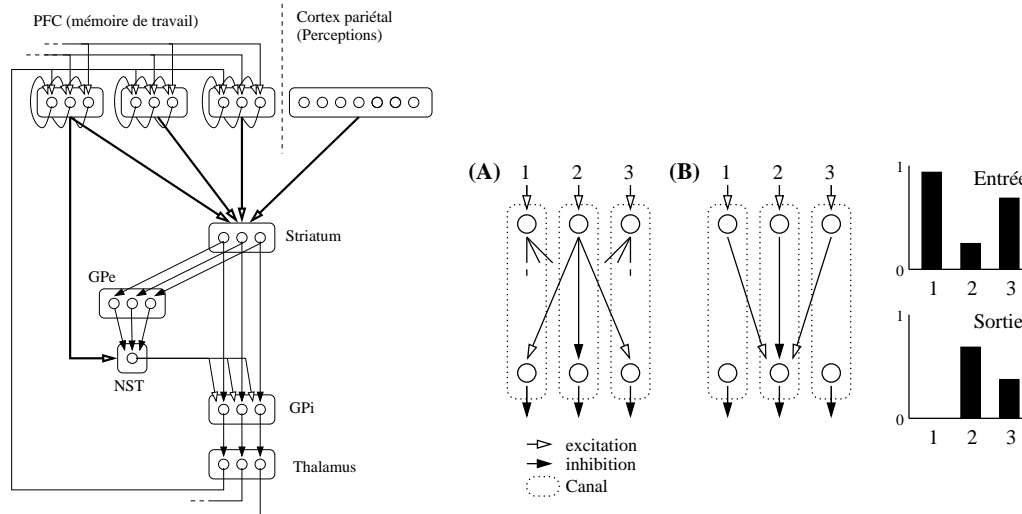 PFC (mémoire de travail)
Cortex pariétal
(Perceptions)
Striatum
GPe
NST
GPi
Thalamus
(A)
1 2 3
(B)
1 2 3
excitation
inhibition
Canal
1
Entrée
0
1 2 3
1
Sortie
0
1 2 3